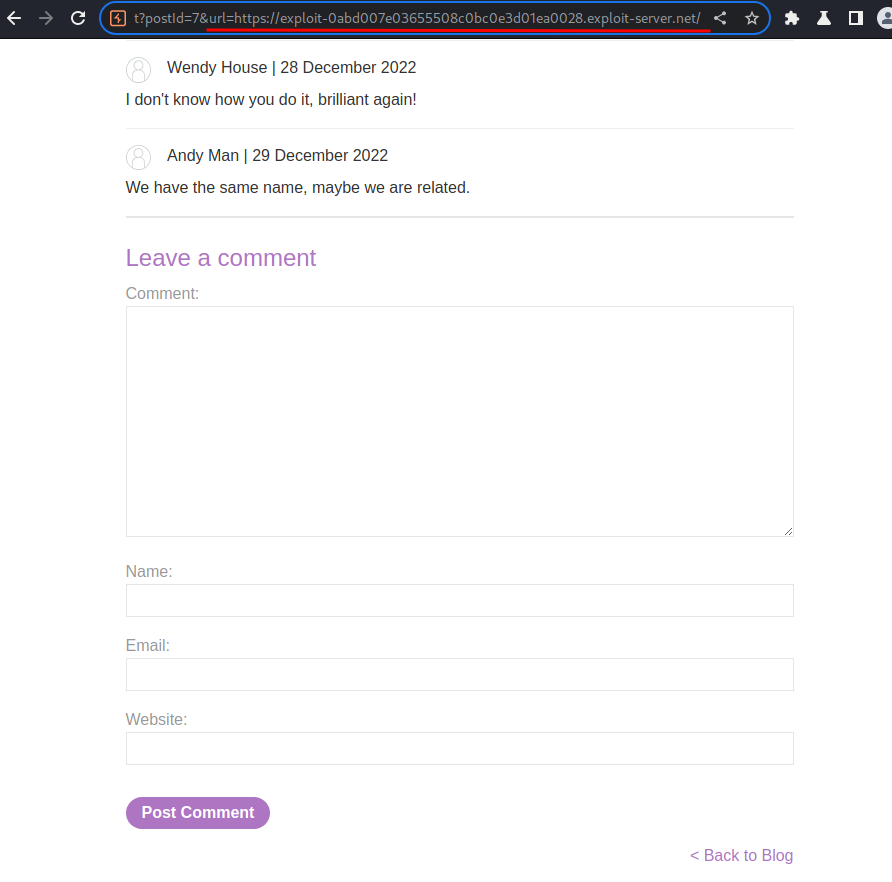 t?postId=7&url=https://exploit-0abd007e03655508c0bc0e3d01ea0028.exploit-server.net/
Wendy House | 28 December 2022
I don't know how you do it, brilliant again!
Andy Man | 29 December 2022
We have the same name, maybe we are related.
Leave a comment
Comment:
Name:
Email:
Website:
Post Comment
< Back to Blog